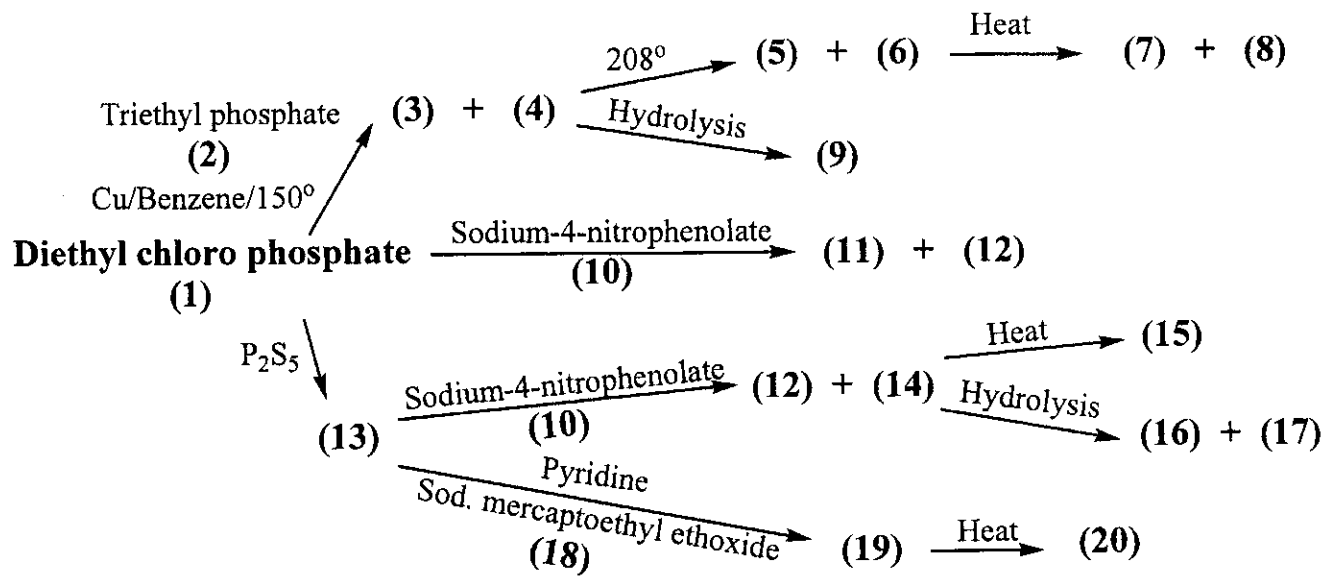 208°
(5) + (6)
Heat
(7) + (8)
Triethyl phosphate
(2)
(3) + (4)
Hydrolysis
(9)
Cu/Benzene/150°
Diethyl chloro phosphate
(1)
Sodium-4-nitrophenolate
(10)
(11) + (12)
P₂S₅
(13)
Sodium-4-nitrophenolate
(10)
(12) + (14)
Heat
(15)
Hydrolysis
(16) + (17)
Pyridine
Sod. mercaptoethyl ethoxide
(18)
(19)
Heat
(20)